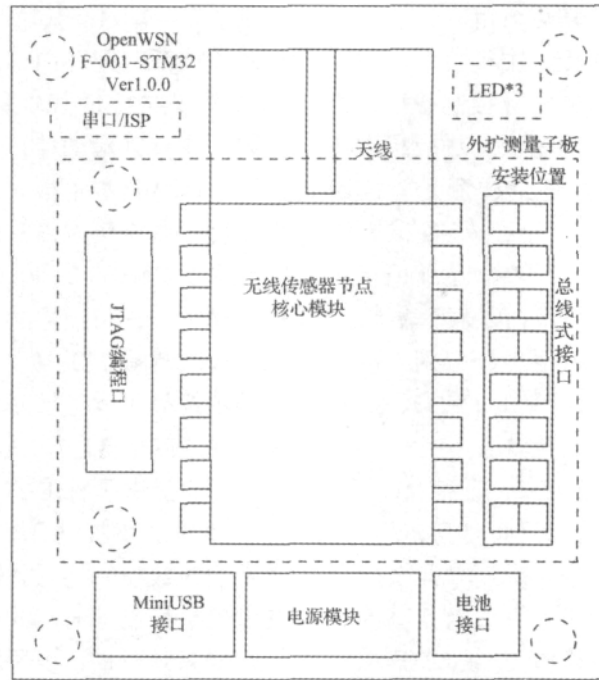 OpenWSN
F--001-STM32
Ver1.0.0
LED*3
串口/ISP
天线
外扩测量子板
安装位置
无线传感器节点
核心模块
JTAG编程口
总线式接口
MiniUSB
接口
电源模块
电池
接口